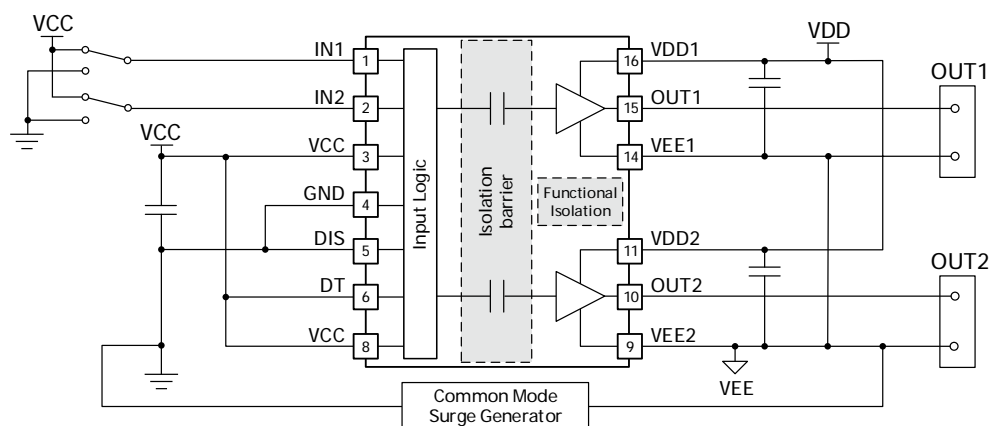 VCC
IN1
1
IN2
2
VCC
VCC
3
GND
4
DIS
5
DT
6
VCC
8
Input Logic
Isolation
barrier
Functional
Isolation
16
VDD1
VDD
15
OUT1
14
VEE1
OUT1
11
VDD2
10
OUT2
9
VEE2
VEE
OUT2
Common Mode
Surge Generator